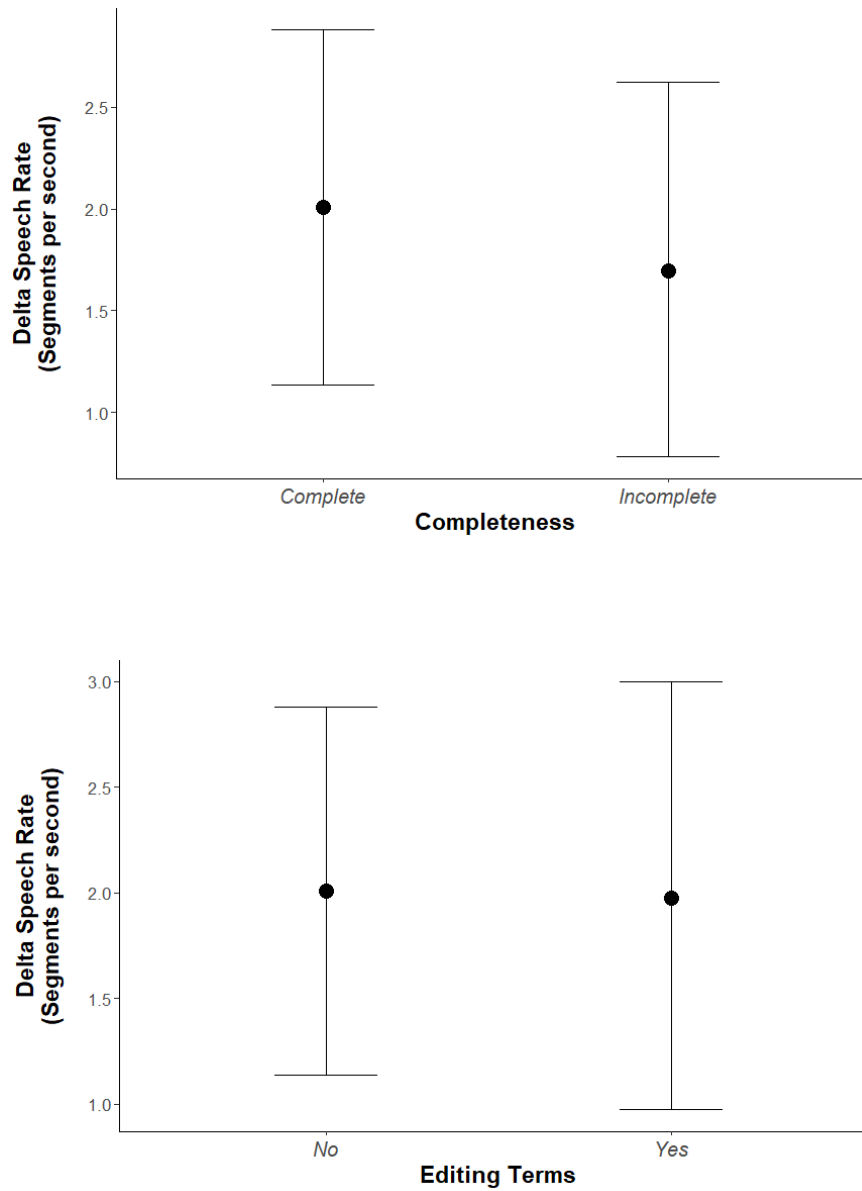 Delta Speech Rate
(Segments per second)
2.5
2.0
1.5
1.0
Complete
Incomplete
Completeness
Delta Speech Rate
(Segments per second)
3.0
2.5
2.0
1.5
1.0
No
Yes
Editing Terms